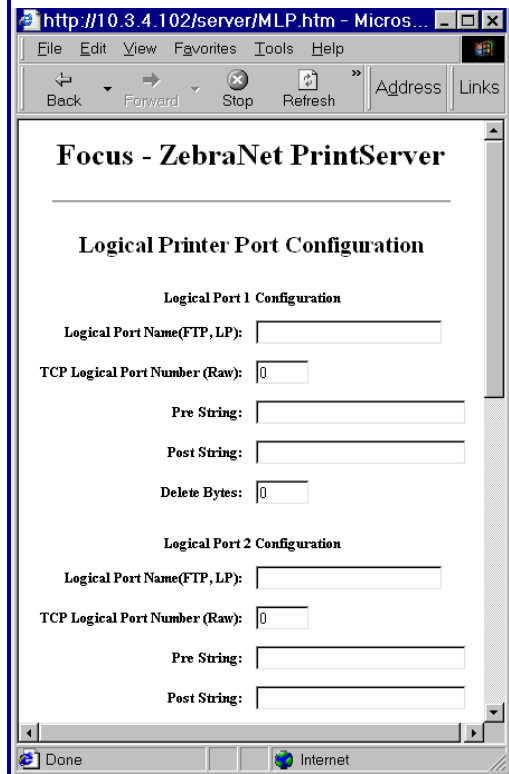 http://10.3.4.102/server/MLP.htm - Micros...
File Edit View Favorites Tools Help
Back Forward Stop Refresh » Address Links
Focus - ZebraNet PrintServer
Logical Printer Port Configuration
Logical Port 1 Configuration
Logical Port Name(FTP, LP):
TCP Logical Port Number (Raw): 0
Pre String:
Post String:
Delete Bytes: 0
Logical Port 2 Configuration
Logical Port Name(FTP, LP):
TCP Logical Port Number (Raw): 0
Pre String:
Post String:
Done Internet